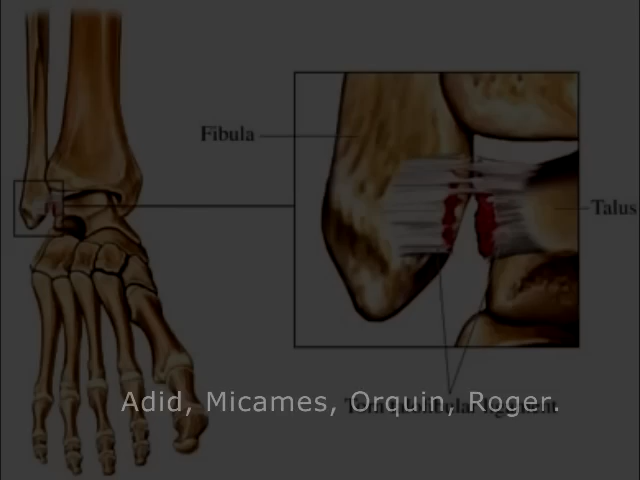 Fibula
Talus
Adid, Micames, Orquin, Roger.